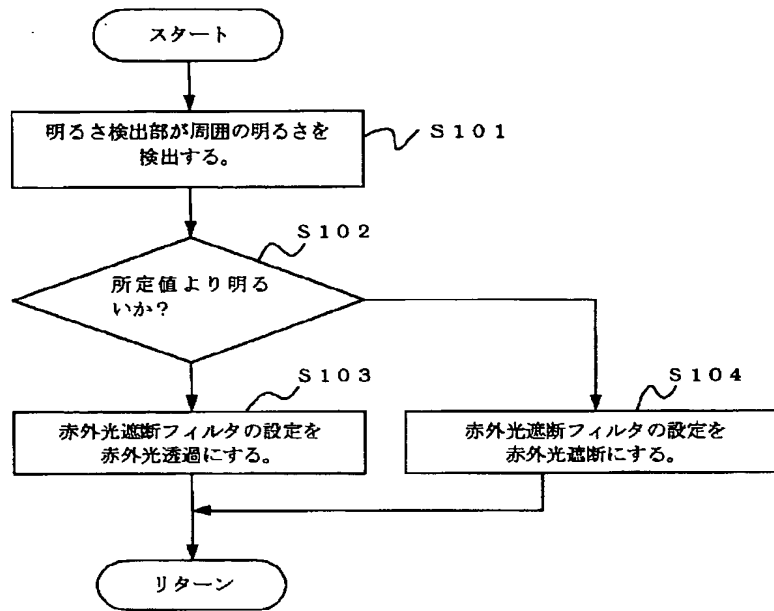 スタート
明るさ検出部が周囲の明るさを
検出する。
S101
S102
所定値より明る
いか?
S103
赤外光遮断フィルタの設定を
赤外光透過にする。
S104
赤外光遮断フィルタの設定を
赤外光遮断にする。
リターン